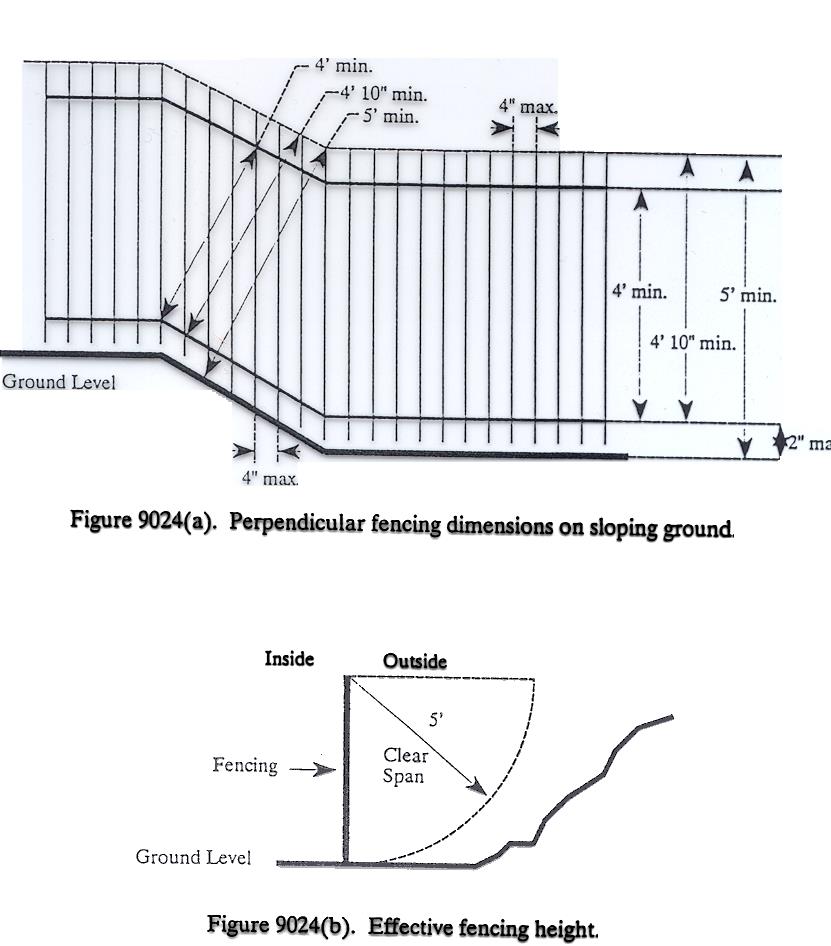 4' min.
4' 10" min.
5' min.
4" max.
4' min.
5' min.
4' 10" min.
Ground Level
2" ma
4" max.
Figure 9024(a). Perpendicular fencing dimensions on sloping ground.
Inside Outside
5'
Clear
Span
Fencing
Ground Level
Figure 9024(b). Effective fencing height.